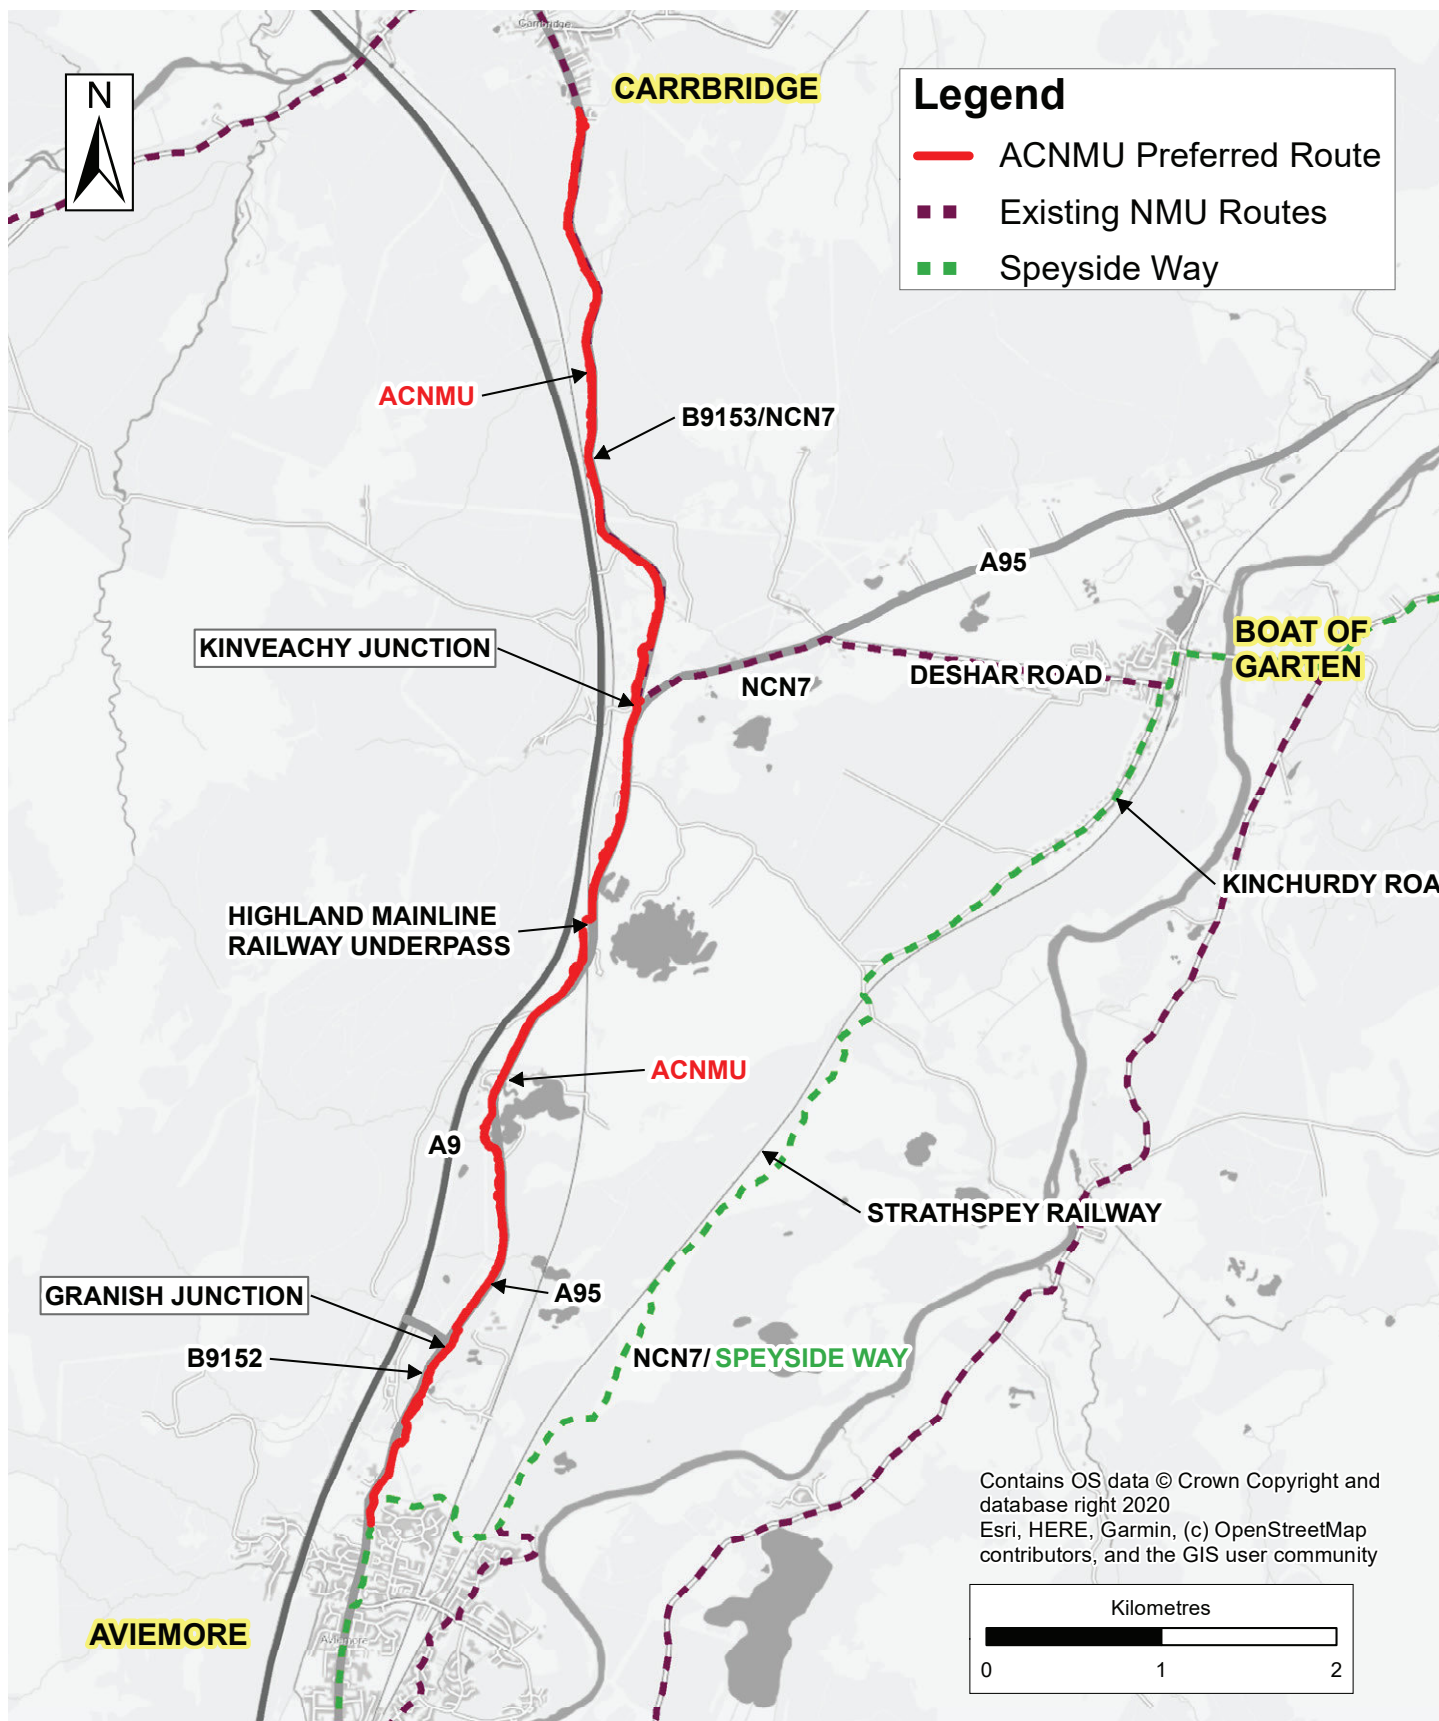 Carrbridge
CARRBRIDGE
N
Legend
ACNMU Preferred Route
Existing NMU Routes
Speyside Way
ACNMU
B9153/NCN7
A95
KINVEACHY JUNCTION
BOAT OF
GARTEN
DESHAR ROAD
NCN7
KINCHURDY ROA
HIGHLAND MAINLINE
RAILWAY UNDERPASS
ACNMU
A9
STRATHSPEY RAILWAY
GRANISH JUNCTION
A95
B9152
NCN7/ SPEYSIDE WAY
Contains OS data © Crown Copyright and
database right 2020
Esri, HERE, Garmin, (c) OpenStreetMap
contributors, and the GIS user community
AVIEMORE
Aviemore
Kilometres
0 1 2